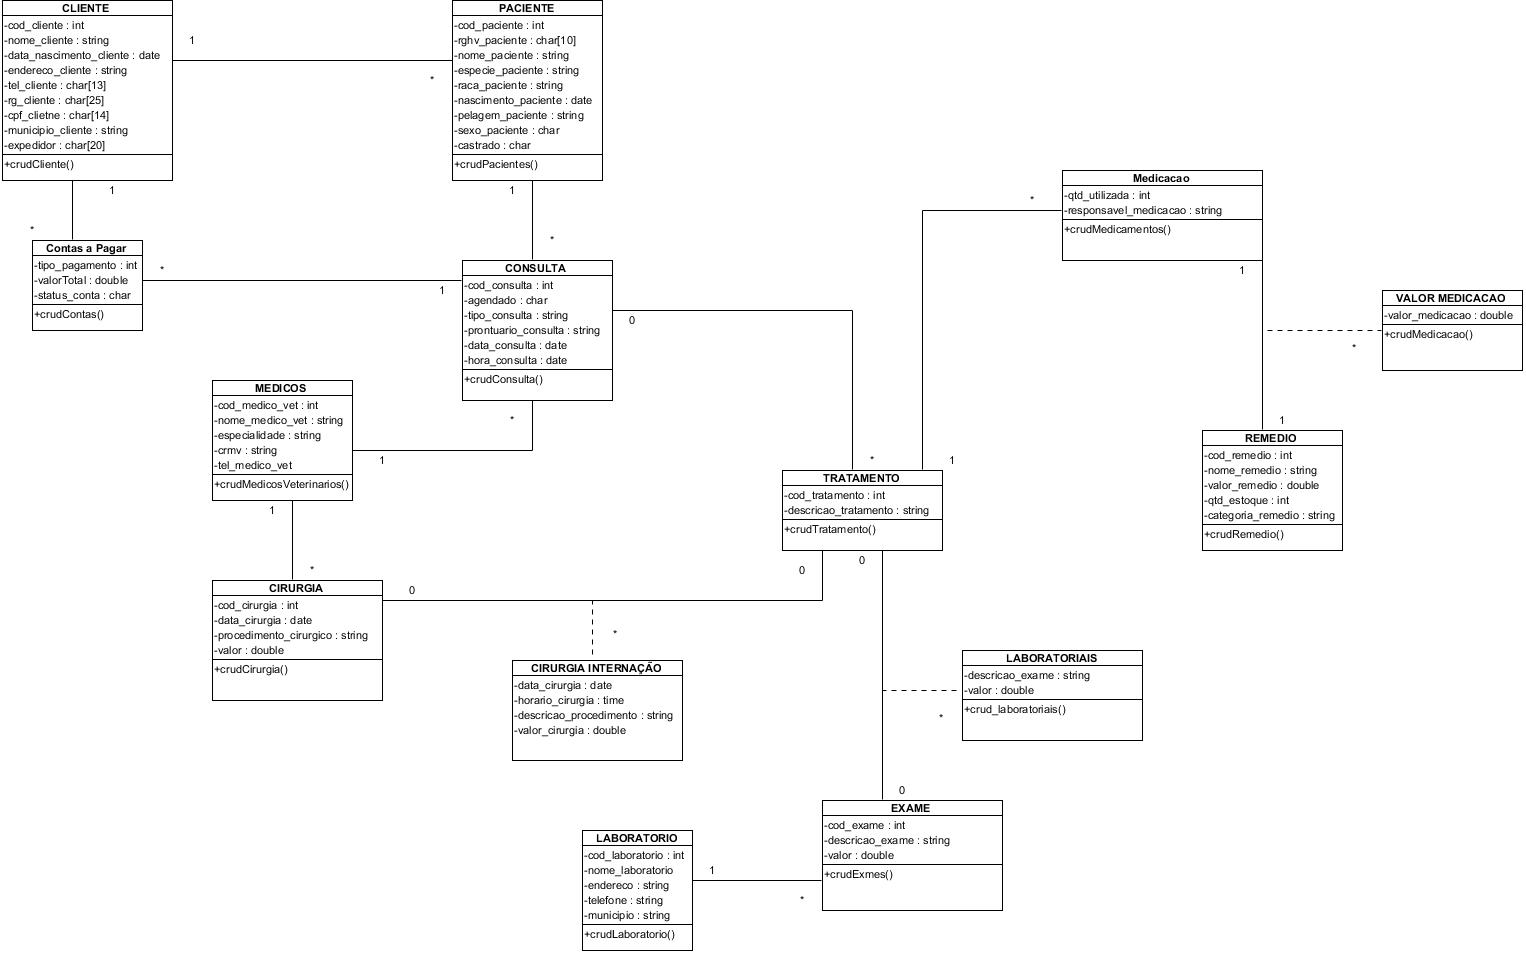 CLIENTE
-cod_cliente : int
-nome_cliente : string
-data_nascimento_cliente : date
-endereco_cliente : string
-tel_cliente : char[13]
-rg_cliente : char[25]
-cpf_clietne : char[14]
-municipio_cliente : string
-expedidor : char[20]
+crudCliente()
1
*
PACIENTE
-cod_paciente : int
-rghv_paciente : char[10]
-nome_paciente : string
-especie_paciente : string
-raca_paciente : string
-nascimento_paciente : date
-pelagem_paciente : string
-sexo_paciente : char
-castrado : char
+crudPacientes()
1
*
1
*
Contas a Pagar
-tipo_pagamento : int
-valorTotal : double
-status_conta : char
+crudContas()
*
1
CONSULTA
-cod_consulta : int
-agendado : char
-tipo_consulta : string
-prontuario_consulta : string
-data_consulta : date
-hora_consulta : date
+crudConsulta()
0
*
*
1
Medicacao
-qtd_utilizada : int
-responsavel_medicacao : string
+crudMedicamentos()
*
1
1
1
VALOR MEDICACAO
-valor_medicacao : double
+crudMedicacao()
*
MEDICOS
-cod_medico_vet : int
-nome_medico_vet : string
-especialidade : string
-crmv : string
-tel_medico_vet
+crudMedicosVeterinarios()
1
*
TRATAMENTO
-cod_tratamento : int
-descricao_tratamento : string
+crudTratamento()
0
0
REMEDIO
-cod_remedio : int
-nome_remedio : string
-valor_remedio : double
-qtd_estoque : int
-categoria_remedio : string
+crudRemedio()
CIRURGIA
-cod_cirurgia : int
-data_cirurgia : date
-procedimento_cirurgico : string
-valor : double
+crudCirurgia()
0
*
CIRURGIA INTERNAÇÃO
-data_cirurgia : date
-horario_cirurgia : time
-descricao_procedimento : string
-valor_cirurgia : double
LABORATORIAIS
-descricao_exame : string
-valor : double
+crud_laboratoriais()
*
0
EXAME
-cod_exame : int
-descricao_exame : string
-valor : double
+crudExmes()
LABORATORIO
-cod_laboratorio : int
-nome_laboratorio
-endereco : string
-telefone : string
-municipio : string
+crudLaboratorio()
1
*